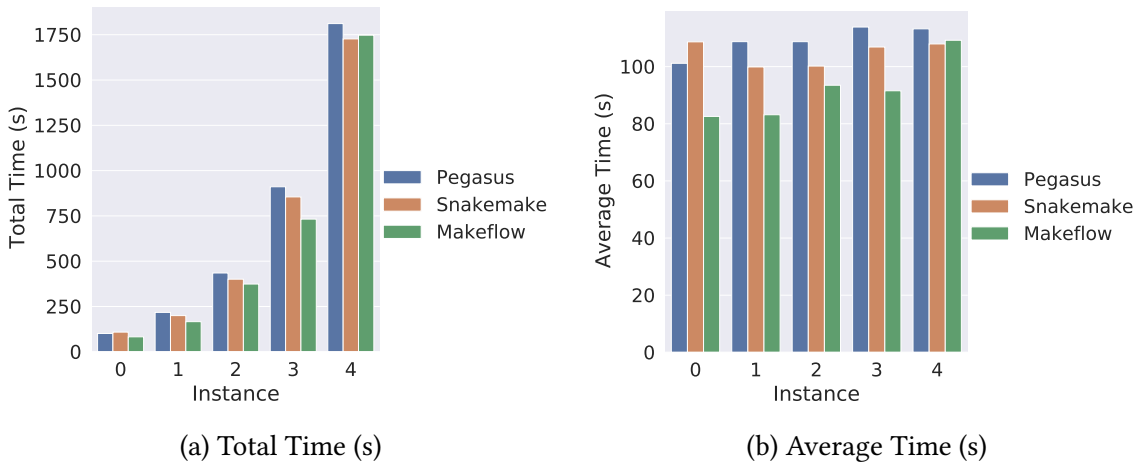 1750
1500
1250
1000
750
500
250
0
Total Time (s)
0 1 2 3 4
Instance
Pegasus
Snakemake
Makeflow
(a) Total Time (s)
100
80
60
40
20
0
Average Time (s)
0 1 2 3 4
Instance
Pegasus
Snakemake
Makeflow
(b) Average Time (s)